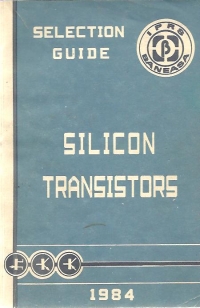 SELECTION
GUIDE
IPRS
BANEASA
β
SILICON
TRANSISTORS
1984